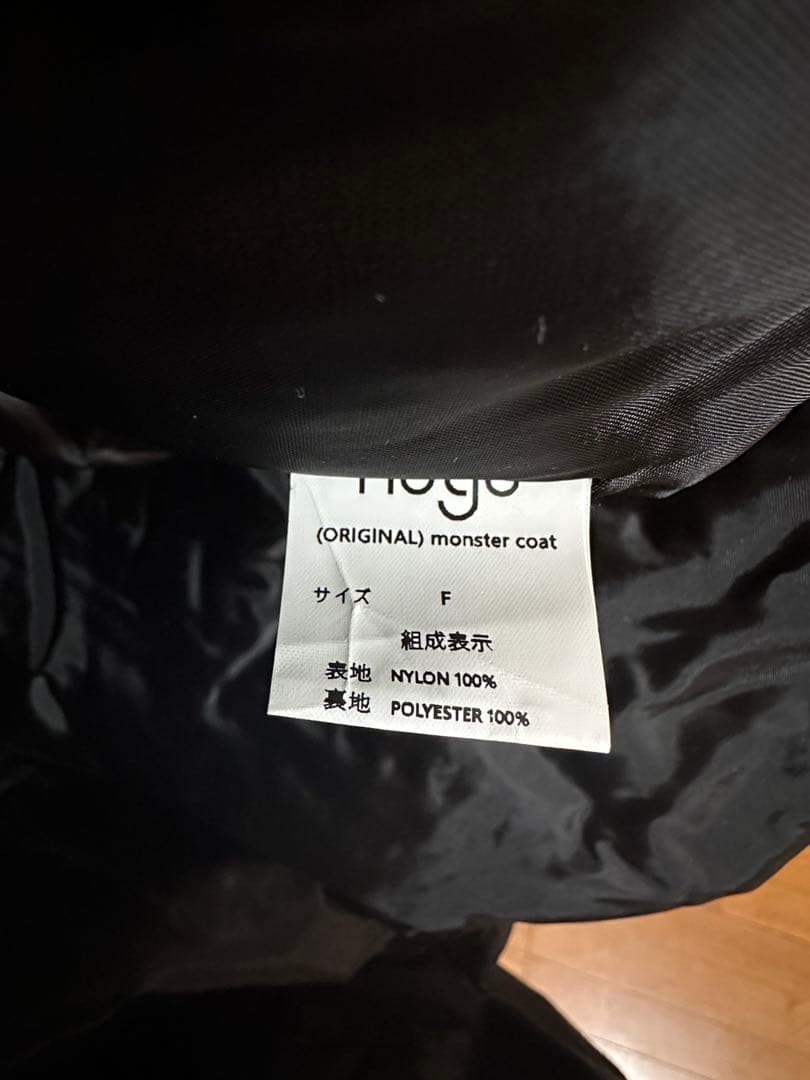 (ORIGINAL) monster coat
サイズ F
組成表示
表地 NYLON 100%
裏地 POLYESTER 100%